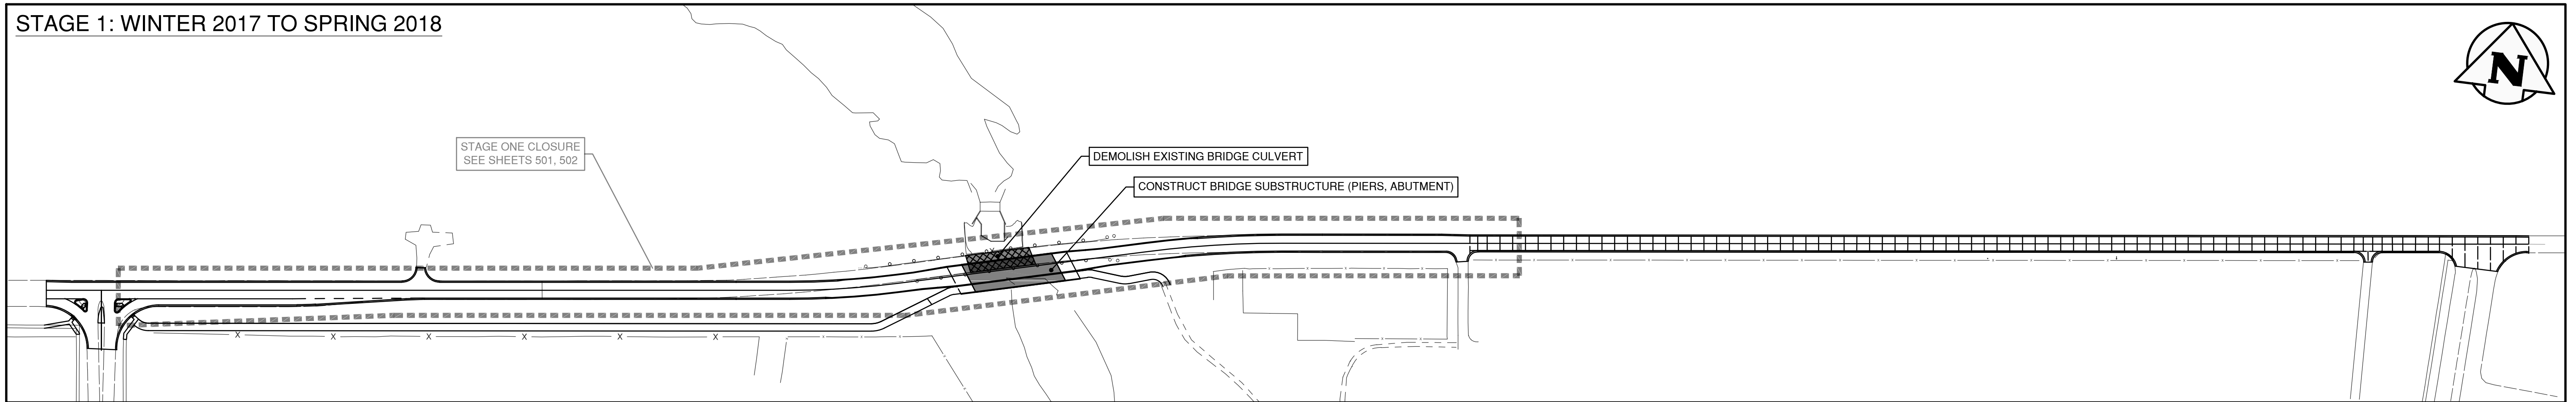 STAGE 1: WINTER 2017 TO SPRING 2018
N
STAGE ONE CLOSURE
SEE SHEETS 501, 502
DEMOLISH EXISTING BRIDGE CULVERT
CONSTRUCT BRIDGE SUBSTRUCTURE (PIERS, ABUTMENT)